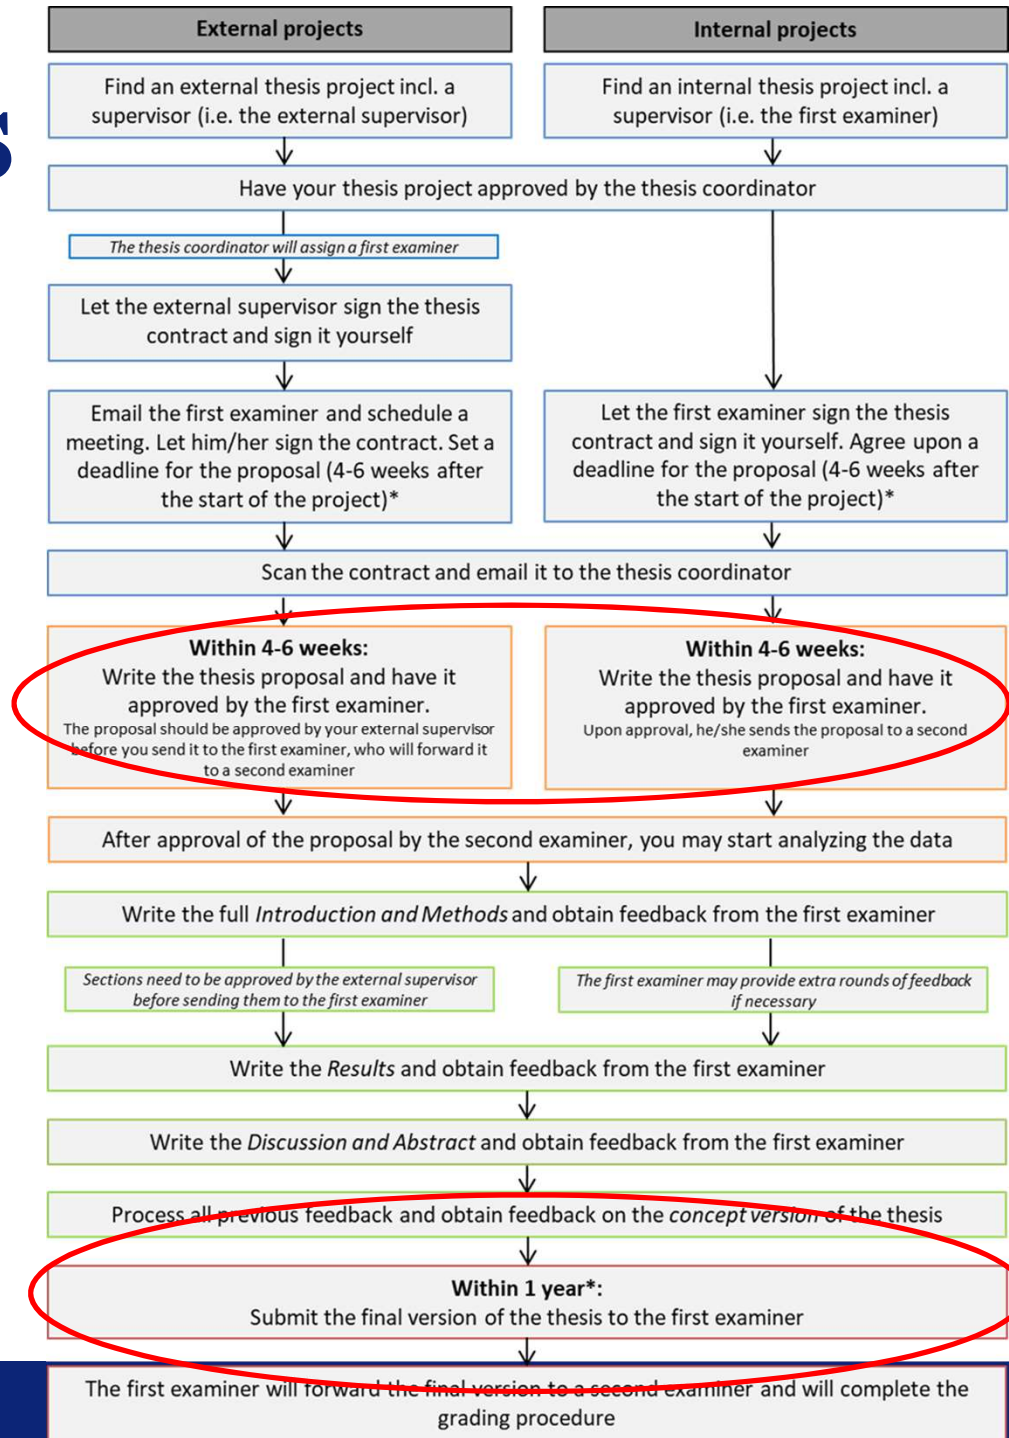 s
External projects
Internal projects
Find an external thesis project incl. a
supervisor (i.e. the external supervisor)
Find an internal thesis project incl. a
supervisor (i.e. the first examiner)
Have your thesis project approved by the thesis coordinator
The thesis coordinator will assign a first examiner
Let the external supervisor sign the thesis
contract and sign it yourself
Email the first examiner and schedule a
meeting. Let him/her sign the contract. Set a
deadline for the proposal (4-6 weeks after
the start of the project)*
Let the first examiner sign the thesis
contract and sign it yourself. Agree upon a
deadline for the proposal (4-6 weeks after
the start of the project)*
Scan the contract and email it to the thesis coordinator
Within 4-6 weeks:
Write the thesis proposal and have it
approved by the first examiner.
The proposal should be approved by your external supervisor
before you send it to the first examiner, who will forward it
to a second examiner
Within 4-6 weeks:
Write the thesis proposal and have it
approved by the first examiner.
Upon approval, he/she sends the proposal to a second
examiner
After approval of the proposal by the second examiner, you may start analyzing the data
Write the full Introduction and Methods and obtain feedback from the first examiner
Sections need to be approved by the external supervisor
before sending them to the first examiner
The first examiner may provide extra rounds of feedback
if necessary
Write the Results and obtain feedback from the first examiner
Write the Discussion and Abstract and obtain feedback from the first examiner
Process all previous feedback and obtain feedback on the concept version of the thesis
Within 1 year*:
Submit the final version of the thesis to the first examiner
The first examiner will forward the final version to a second examiner and will complete the
grading procedure